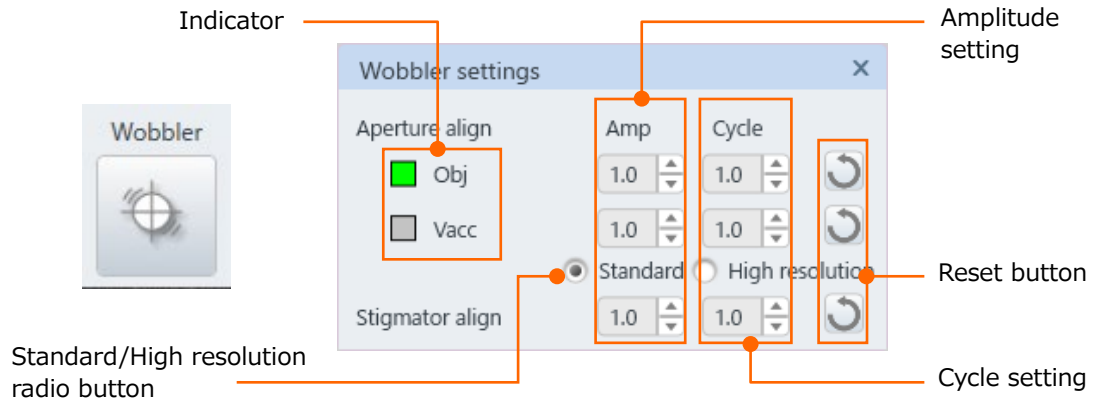 Indicator
Amplitude
setting
Wobbler settings
Wobbler
Aperture align Amp Cycle
Obj 1.0 1.0
Vacc 1.0 1.0
Standard High resolution
Reset button
Stigmator align 1.0 1.0
Standard/High resolution
radio button
Cycle setting